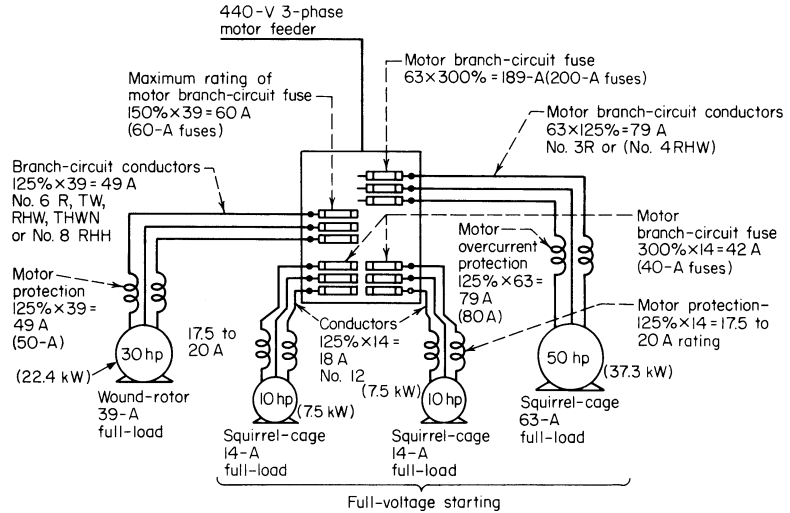 440-V 3-phase
motor feeder
Motor branch-circuit fuse
63×300% = 189-A(200-A fuses)
Maximum rating of
motor branch-circuit fuse
150%×39 = 60 A
(60-A fuses)
Motor branch-circuit conductors
63×125% = 79 A
No. 3R or (No. 4 RHW)
Branch-circuit conductors
125%×39 = 49 A
No. 6 R, TW,
RHW, THWN
or No. 8 RHH
Motor
branch-circuit fuse
300%×14 = 42 A
(40-A fuses)
Motor
overcurrent
protection
125%×63 =
79 A
(80 A)
Motor
protection
125%×39 =
49 A
(50-A)
Motor protection-
125%×14 = 17.5 to
20 A rating
17.5 to
20 A
Conductors
125%×14 =
18 A
No. 12
30 hp
(22.4 kW)
Wound-rotor
39-A
full-load
10 hp
(7.5 kW)
Squirrel-cage
14-A
full-load
(7.5 kW)
10 hp
Squirrel-cage
14-A
full-load
50 hp
(37.3 kW)
Squirrel-cage
63-A
full-load
Full-voltage starting